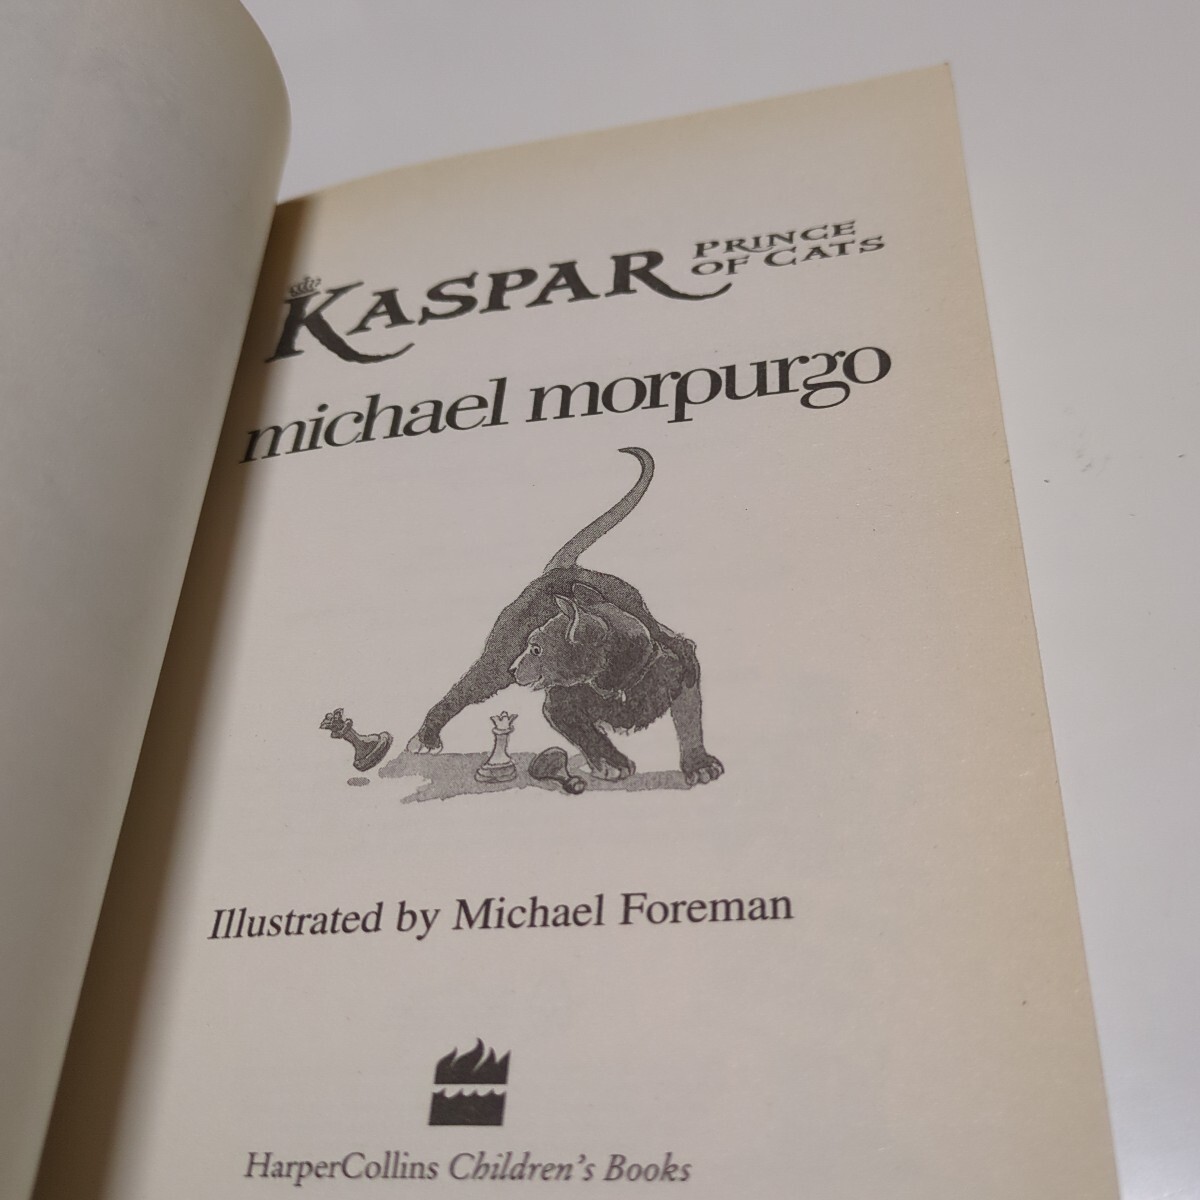 KASPAR PRINCE
OF CATS
michael morpurgo
Illustrated by Michael Foreman
HarperCollins Children's Books